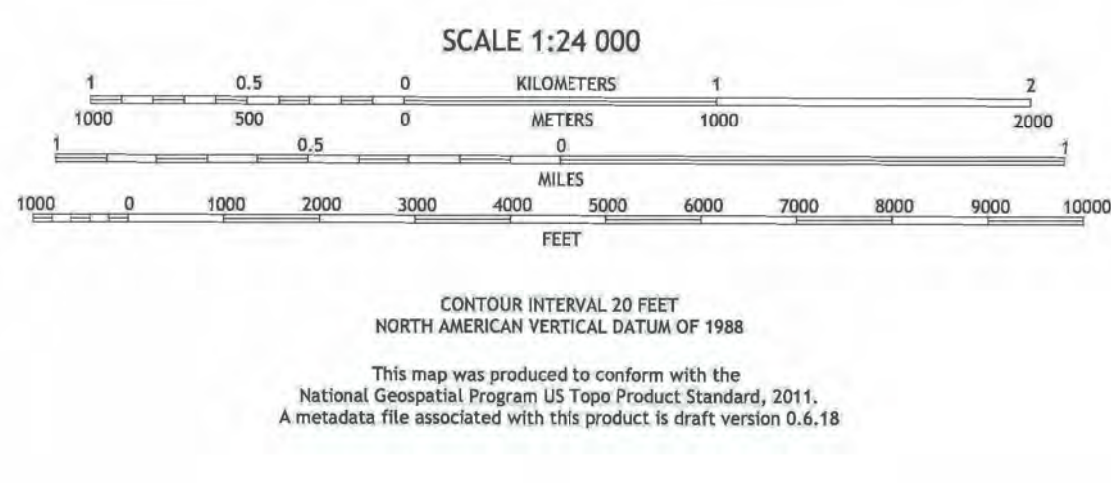 SCALE 1:24 000
1 0.5 0 KILOMETERS 1 2
1000 500 0 METERS 1000 2000
1 0.5 0 1
MILES
1000 0 1000 2000 3000 4000 5000 6000 7000 8000 9000 10000
FEET
CONTOUR INTERVAL 20 FEET
NORTH AMERICAN VERTICAL DATUM OF 1988
This map was produced to conform with the
National Geospatial Program US Topo Product Standard, 2011.
A metadata file associated with this product is draft version 0.6.18